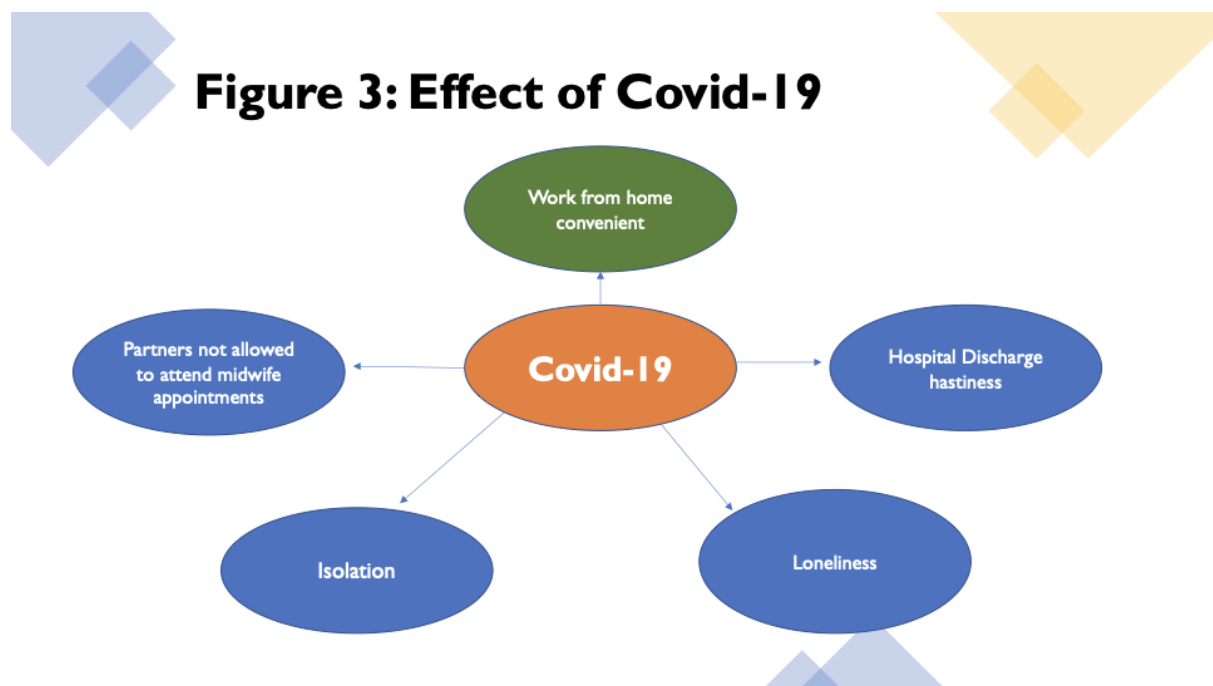 Figure 3: Effect of Covid-19
Work from home
convenient
Partners not allowed
to attend midwife
appointments
Covid-19
Hospital Discharge
hastiness
Isolation
Loneliness